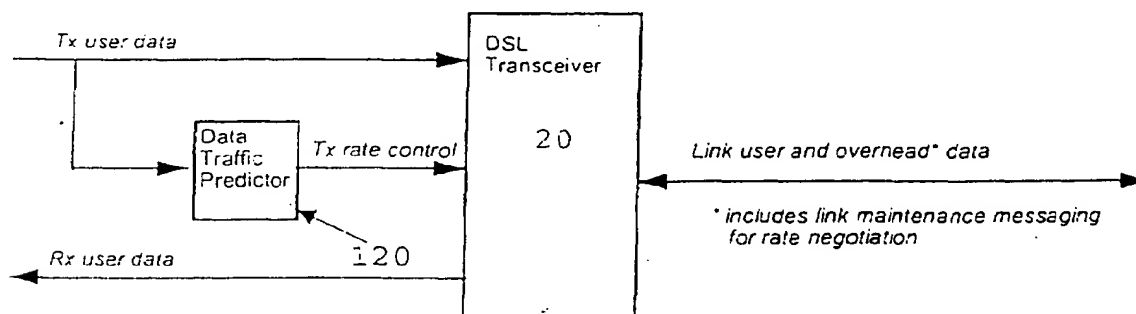 Tx user data
DSL
Transceiver
20
Data
Traffic
Predictor
Tx rate control
Link user and overhead* data
* includes link maintenance messaging
for rate negotiation
120
Rx user data